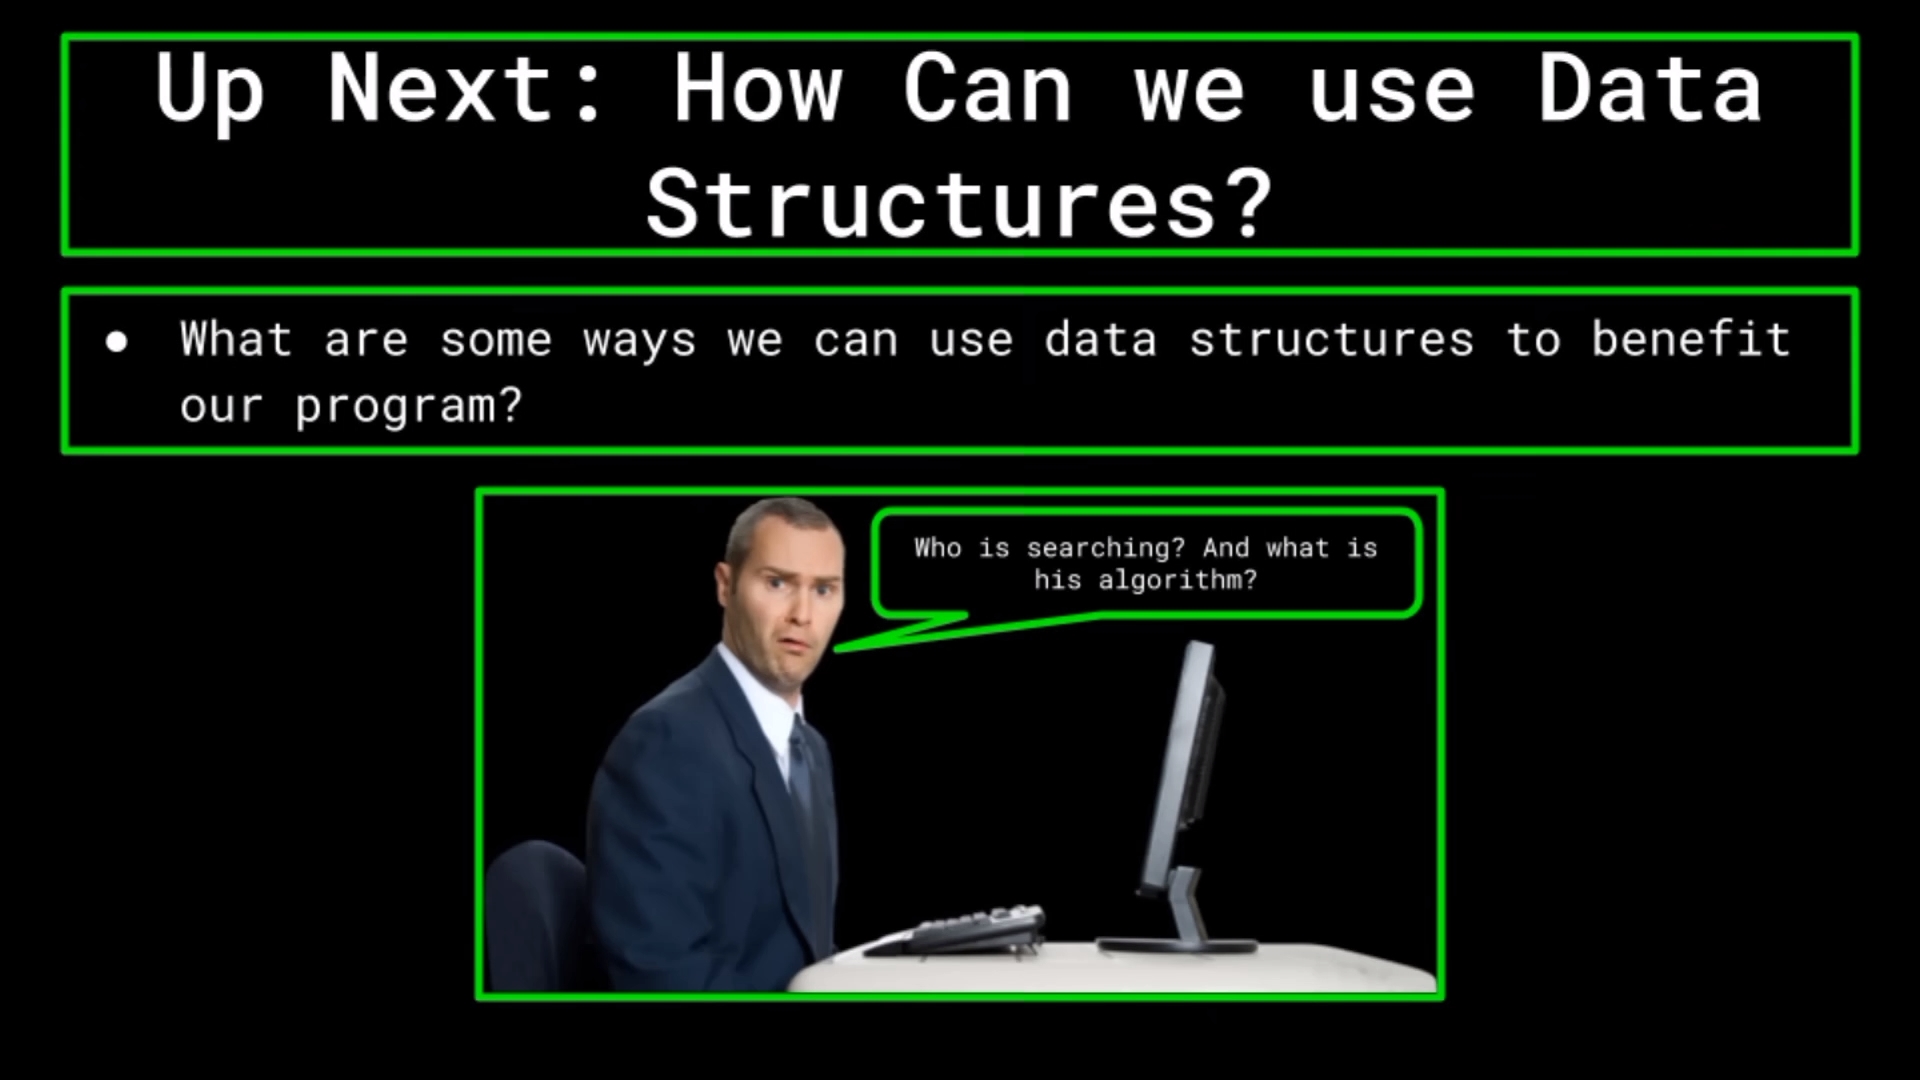 Up Next: How Can we use Data
Structures?
● What are some ways we can use data structures to benefit
our program?
Who is searching? And what is
his algorithm?